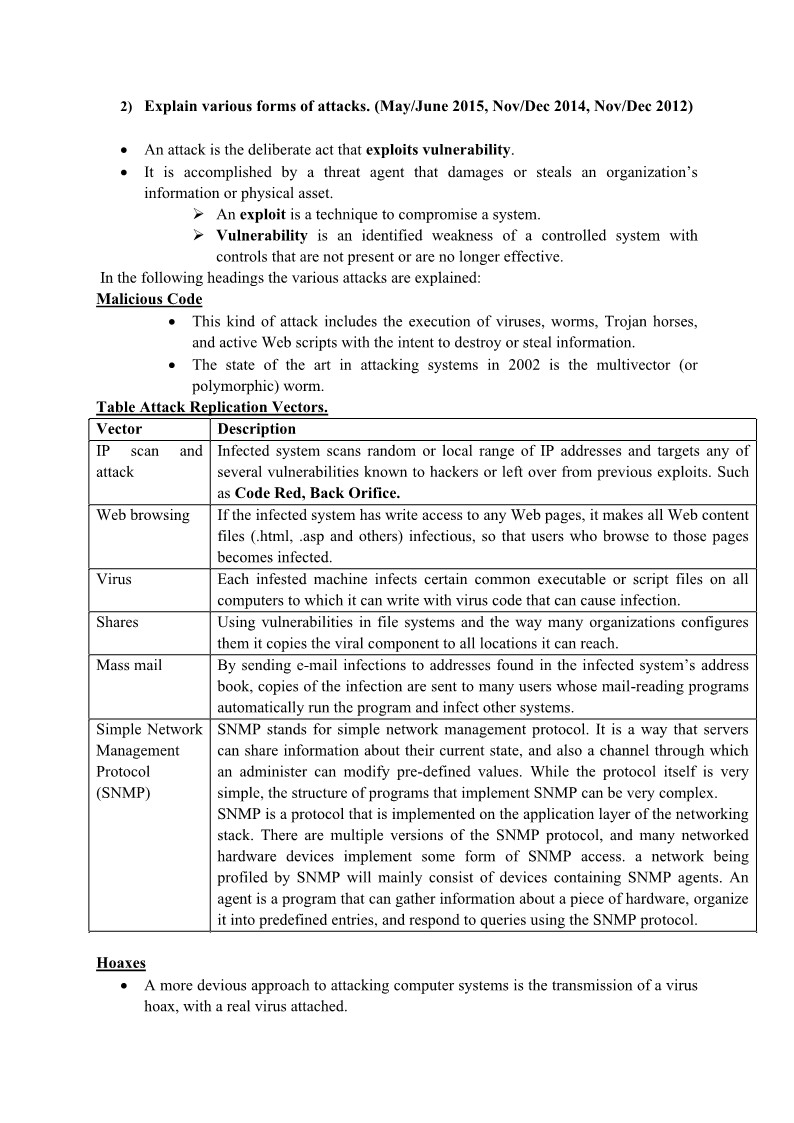 2) Explain various forms of attacks. (May/June 2015, Nov/Dec 2014, Nov/Dec 2012)
• An attack is the deliberate act that exploits vulnerability.
• It is accomplished by a threat agent that damages or steals an organization's
information or physical asset.
➢ An exploit is a technique to compromise a system.
➢ Vulnerability is an identified weakness of a controlled system with
controls that are not present or are no longer effective.
In the following headings the various attacks are explained:
Malicious Code
• This kind of attack includes the execution of viruses, worms, Trojan horses,
and active Web scripts with the intent to destroy or steal information.
• The state of the art in attacking systems in 2002 is the multivector (or
polymorphic) worm.
Table Attack Replication Vectors.
Vector Description
IP scan and
attack
Infected system scans random or local range of IP addresses and targets any of
several vulnerabilities known to hackers or left over from previous exploits. Such
as Code Red, Back Orifice.
Web browsing
If the infected system has write access to any Web pages, it makes all Web content
files (.html, .asp and others) infectious, so that users who browse to those pages
becomes infected.
Virus
Each infested machine infects certain common executable or script files on all
computers to which it can write with virus code that can cause infection.
Shares
Using vulnerabilities in file systems and the way many organizations configures
them it copies the viral component to all locations it can reach.
Mass mail
By sending e-mail infections to addresses found in the infected system's address
book, copies of the infection are sent to many users whose mail-reading programs
automatically run the program and infect other systems.
Simple Network
Management
Protocol
(SNMP)
SNMP stands for simple network management protocol. It is a way that servers
can share information about their current state, and also a channel through which
an administer can modify pre-defined values. While the protocol itself is very
simple, the structure of programs that implement SNMP can be very complex.
SNMP is a protocol that is implemented on the application layer of the networking
stack. There are multiple versions of the SNMP protocol, and many networked
hardware devices implement some form of SNMP access. a network being
profiled by SNMP will mainly consist of devices containing SNMP agents. An
agent is a program that can gather information about a piece of hardware, organize
it into predefined entries, and respond to queries using the SNMP protocol.
Hoaxes
• A more devious approach to attacking computer systems is the transmission of a virus
hoax, with a real virus attached.